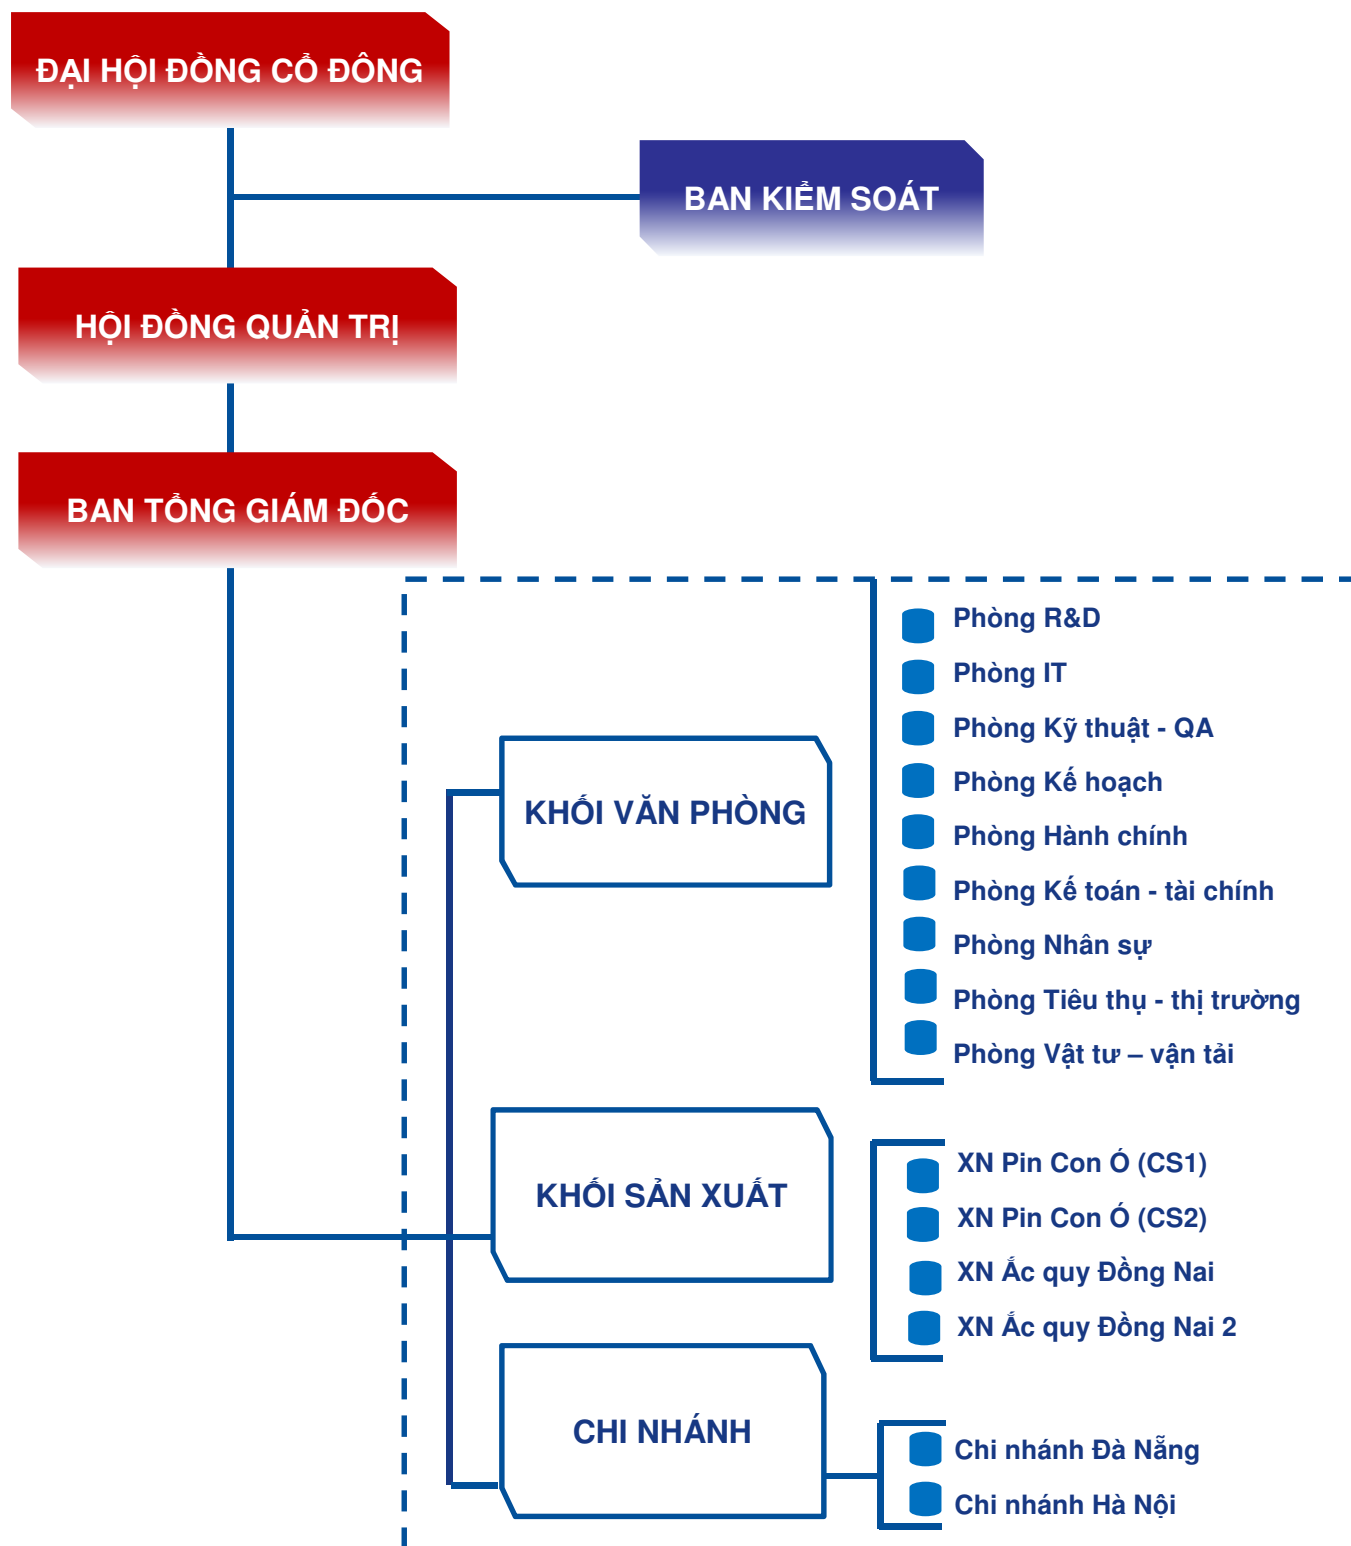 ĐẠI HỘI ĐỒNG CỔ ĐÔNG
BAN KIỂM SOÁT
HỘI ĐỒNG QUẢN TRỊ
BAN TỔNG GIÁM ĐỐC
KHỐI VĂN PHÒNG
Phòng R&D
Phòng IT
Phòng Kỹ thuật - QA
Phòng Kế hoạch
Phòng Hành chính
Phòng Kế toán - tài chính
Phòng Nhân sự
Phòng Tiêu thụ - thị trường
Phòng Vật tư – vận tải
KHỐI SẢN XUẤT
XN Pin Con Ó (CS1)
XN Pin Con Ó (CS2)
XN Ắc quy Đồng Nai
XN Ắc quy Đồng Nai 2
CHI NHÁNH
Chi nhánh Đà Nẵng
Chi nhánh Hà Nội